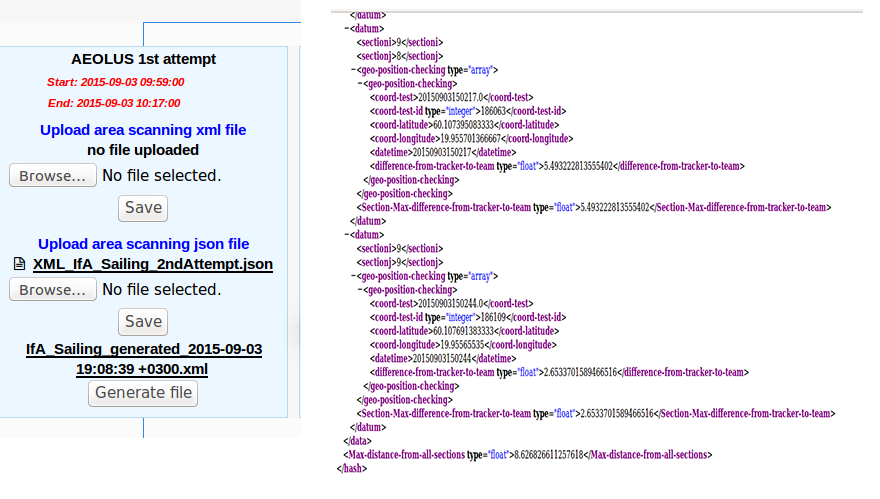 AEOLUS 1st attempt
Start: 2015-09-03 09:59:00
End: 2015-09-03 10:17:00
Upload area scanning xml file
no file uploaded
Browse... No file selected.
Save
Upload area scanning json file
XML_IfA_Sailing_2ndAttempt.json
Browse... No file selected.
Save
IfA_Sailing_generated_2015-09-03
19:08:39 +0300.xml
Generate file
</datum>
−<datum>
<sectioni>9</sectioni>
<sectionj>8</sectionj>
−<geo-position-checking type="array">
−<geo-position-checking>
<coord-test>20150903150217.0</coord-test>
<coord-test-id type="integer">186063</coord-test-id>
<coord-latitude>60.107395083333</coord-latitude>
<coord-longitude>19.955701366667</coord-longitude>
<datetime>20150903150217</datetime>
<difference-from-tracker-to-team type="float">5.493222813555402</difference-from-tracker-to-team>
</geo-position-checking>
</geo-position-checking>
<Section-Max-difference-from-tracker-to-team type="float">5.493222813555402</Section-Max-difference-from-tracker-to-team>
</datum>
−<datum>
<sectioni>9</sectioni>
<sectionj>9</sectionj>
−<geo-position-checking type="array">
−<geo-position-checking>
<coord-test>20150903150244.0</coord-test>
<coord-test-id type="integer">186109</coord-test-id>
<coord-latitude>60.107691383333</coord-latitude>
<coord-longitude>19.95565535</coord-longitude>
<datetime>20150903150244</datetime>
<difference-from-tracker-to-team type="float">2.6533701589466516</difference-from-tracker-to-team>
</geo-position-checking>
</geo-position-checking>
<Section-Max-difference-from-tracker-to-team type="float">2.6533701589466516</Section-Max-difference-from-tracker-to-team>
</datum>
</data>
<Max-distance-from-all-sections type="float">8.626826611257618</Max-distance-from-all-sections>
</hash>